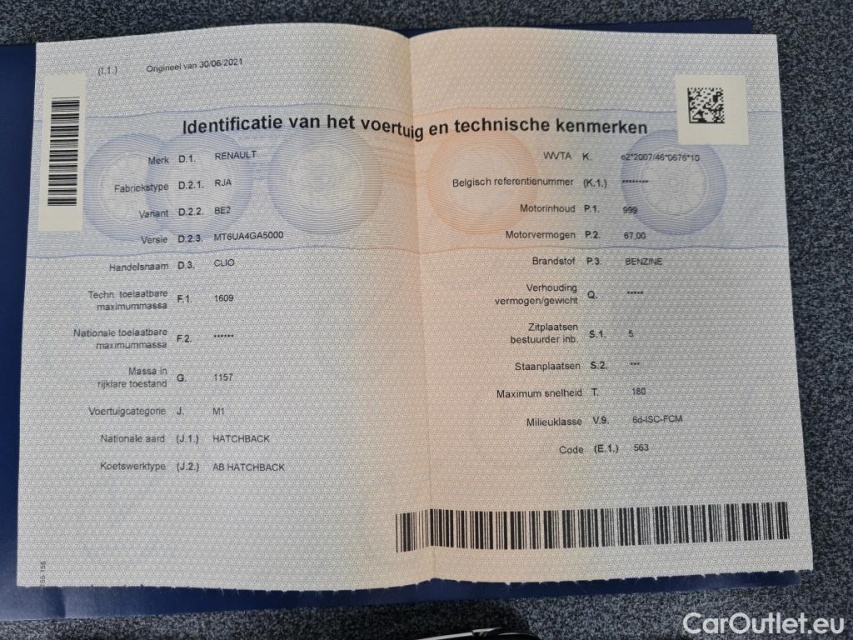 (I.1.) Origineel van 30/06/2021
Identificatie van het voertuig en technische kenmerken
Merk D.1. RENAULT
Fabriekstype D.2.1. RJA
Variant D.2.2. BE2
Versie D.2.3. MT6UA4GA5000
Handelsnaam D.3. CLIO
Techn. toelaatbare
maximummassa F.1. 1609
Nationale toelaatbare
maximummassa F.2. ******
Massa in
rijklare toestand G. 1157
Voertuigcategorie J. M1
Nationale aard (J.1.) HATCHBACK
Koetswerktype (J.2.) AB HATCHBACK
WVTA K. e2*2007/46*0676*10
Belgisch referentienummer (K.1.) ********
Motorinhoud P.1. 999
Motorvermogen P.2. 67,00
Brandstof P.3. BENZINE
Verhouding
vermogen/gewicht Q. *****
Zitplaatsen
bestuurder inb. S.1. 5
Staanplaatsen S.2. ***
Maximum snelheid T. 180
Milieuklasse V.9. 6d-ISC-FCM
Code (E.1.) 563
CarOutlet.eu